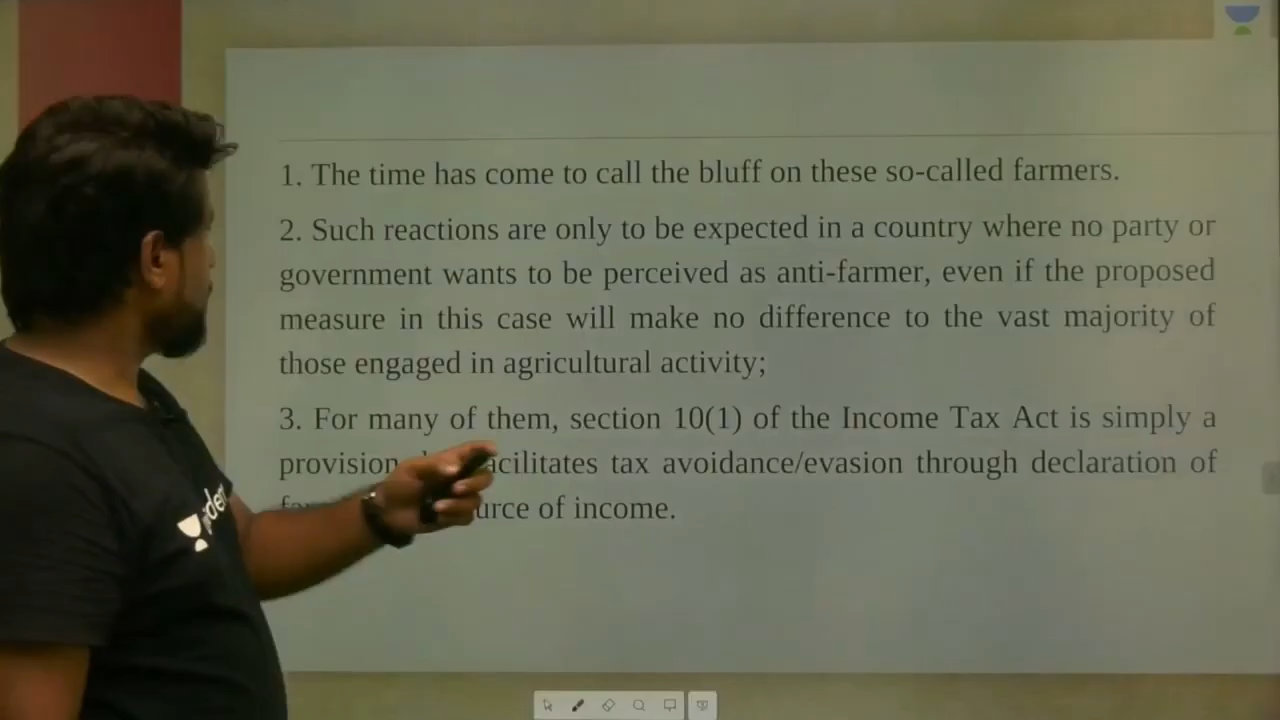 1. The time has come to call the bluff on these so-called farmers.
2. Such reactions are only to be expected in a country where no party or
government wants to be perceived as anti-farmer, even if the proposed
measure in this case will make no difference to the vast majority of
those engaged in agricultural activity;
3. For many of them, section 10(1) of the Income Tax Act is simply a
provision acilitates tax avoidance/evasion through declaration of
urce of income.